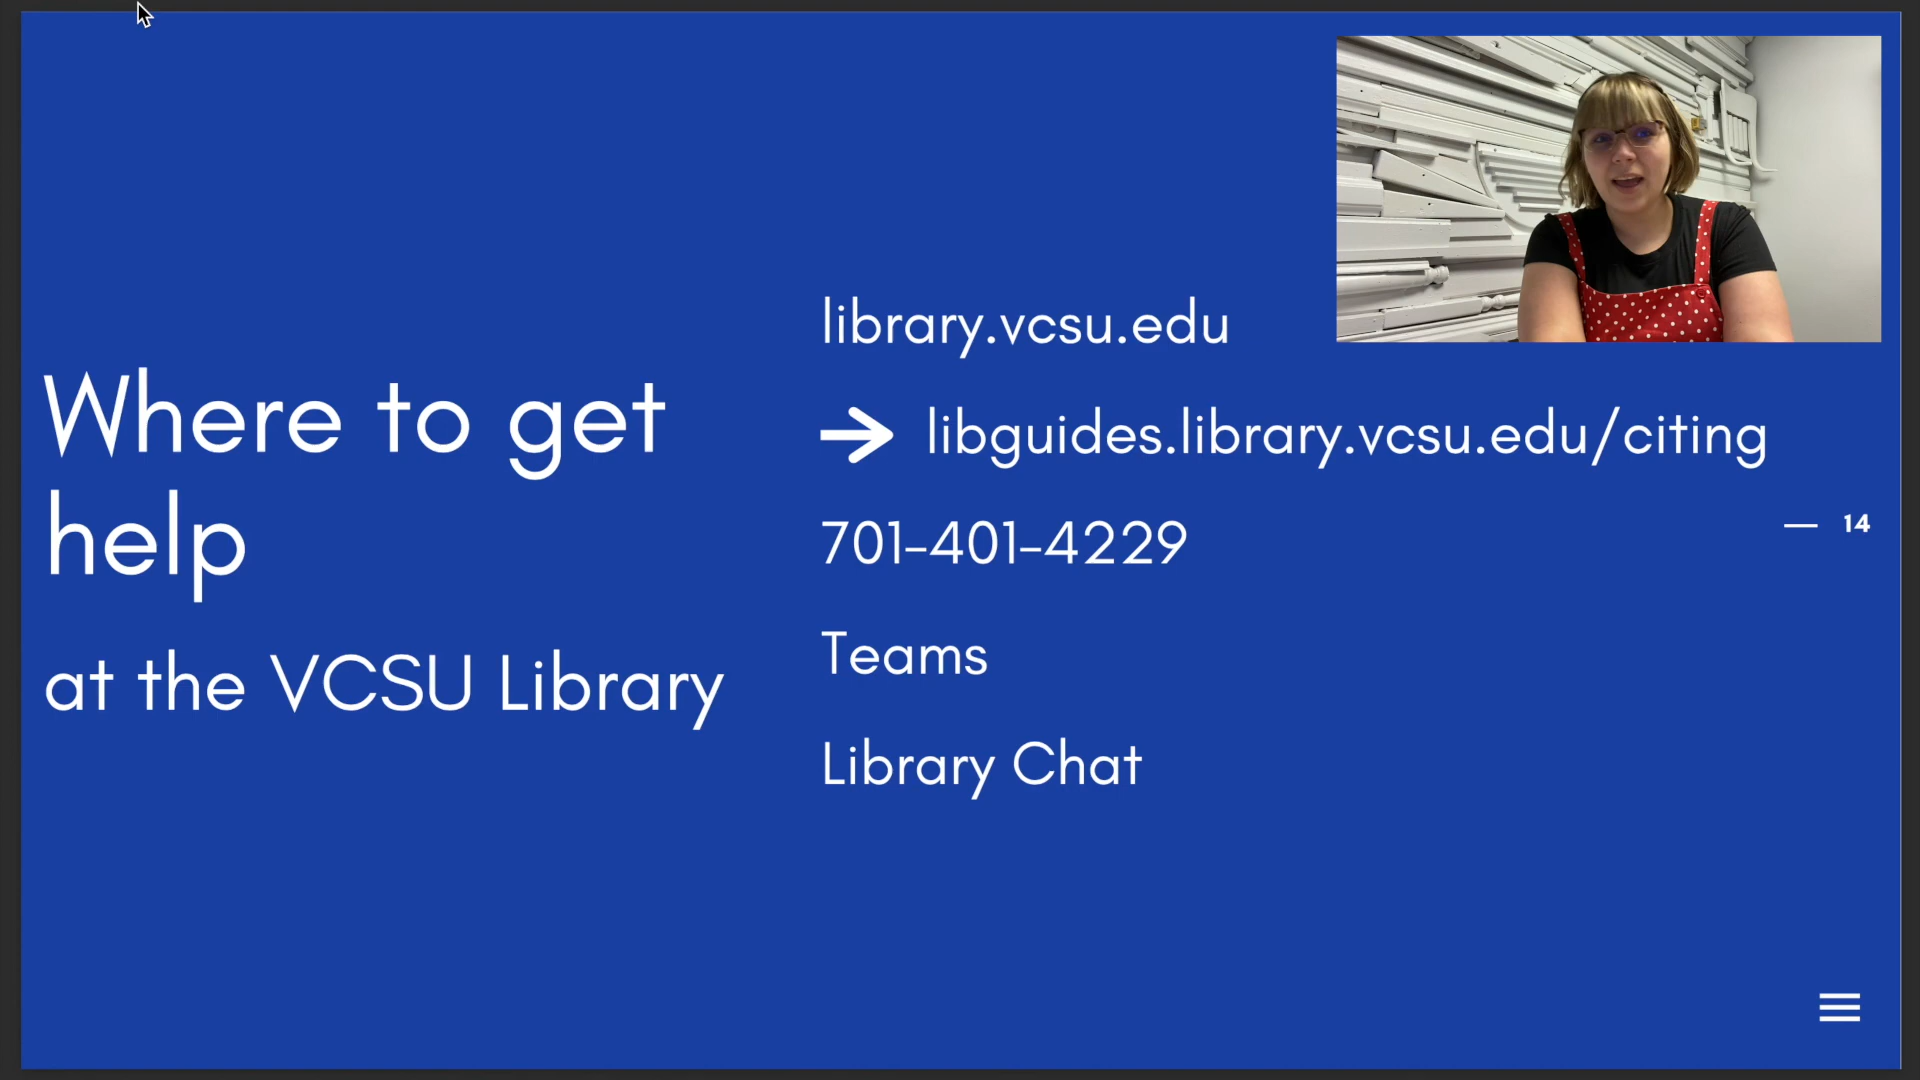 Where to get
help
at the VCSU Library
library.vcsu.edu
→ libguides.library.vcsu.edu/citing
701-401-4229
Teams
Library Chat
— 14